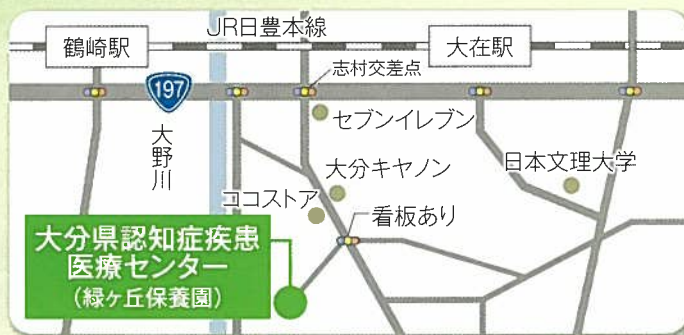 JR日豊本線
鶴崎駅
大在駅
志村交差点
197
セブンイレブン
大野川
大分キヤノン
日本文理大学
ココストア
看板あり
大分県認知症疾患
医療センター
(緑ヶ丘保養園)